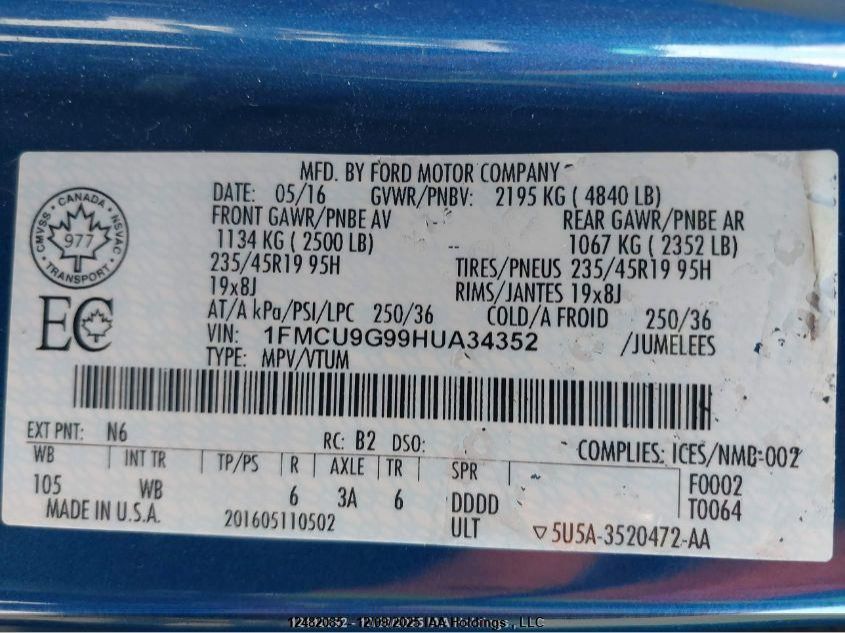 MFD. BY FORD MOTOR COMPANY
DATE: 05/16 GVWR/PNBV: 2195 KG ( 4840 LB)
FRONT GAWR/PNBE AV REAR GAWR/PNBE AR
1134 KG ( 2500 LB) -- 1067 KG ( 2352 LB)
235/45R19 95H TIRES/PNEUS 235/45R19 95H
19x8J RIMS/JANTES 19x8J
AT/A kPa/PSI/LPC 250/36 COLD/A FROID 250/36
VIN: 1FMCU9G99HUA34352 /JUMELEES
TYPE: MPV/VTUM
CMVSS CANADA NSVAC
977
TRANSPORT
EC
EXT PNT: N6 RC: B2 DSO: COMPLIES: ICES/NMB-002
WB INT TR TP/PS R AXLE TR SPR F0002
105 WB 6 3A 6 DDDD T0064
MADE IN U.S.A. 201605110502 ULT 5U5A-3520472-AA
12/08/2025 IAA Holdings , LLC